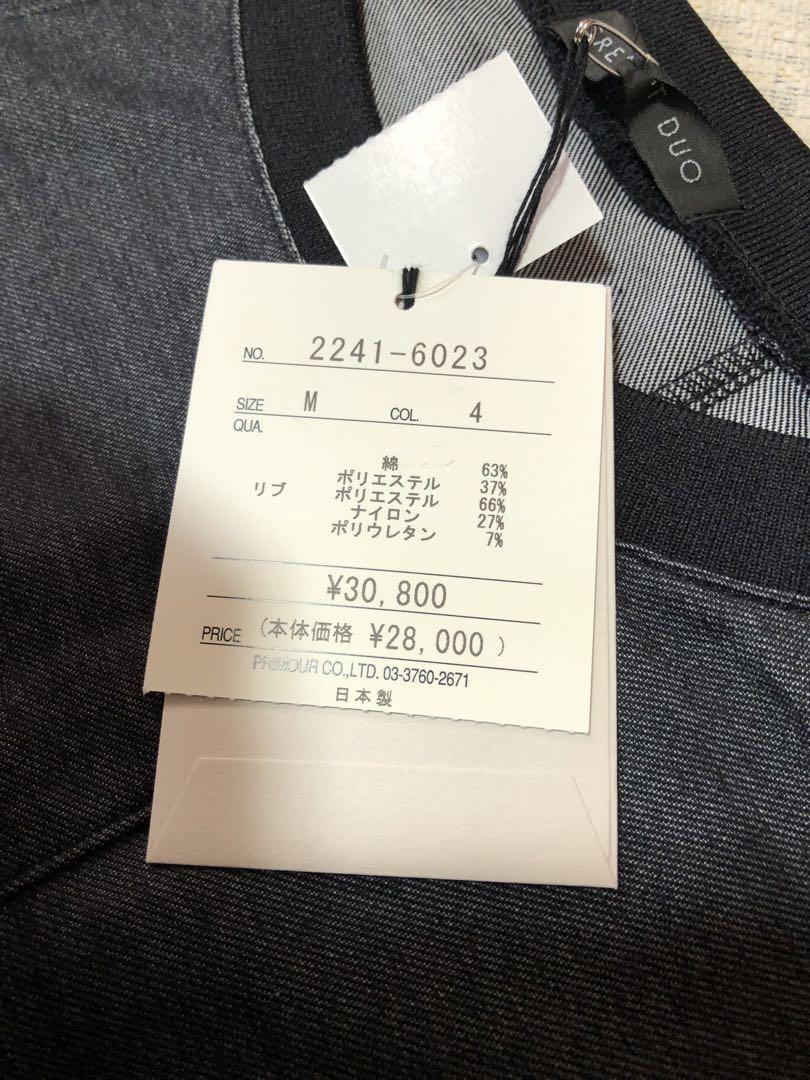 DUO
NO. 2241-6023
SIZE M COL. 4
QUA.
綿 63%
ポリエステル 37%
リブ ポリエステル 66%
ナイロン 27%
ポリウレタン 7%
¥30,800
PRICE (本体価格 ¥28,000)
PRIMOUR CO.,LTD. 03-3760-2671
日本製